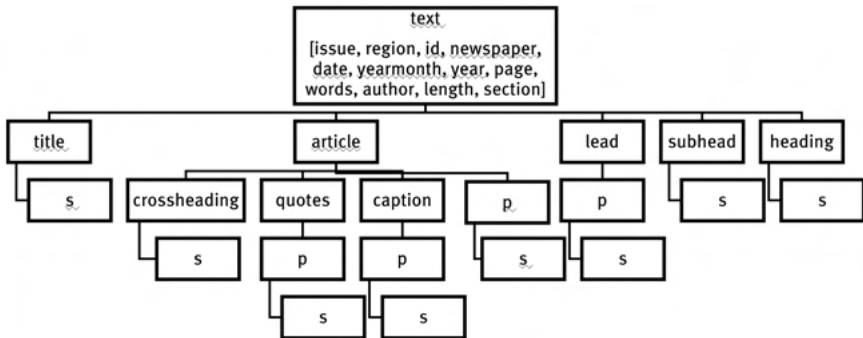 text
[issue, region, id, newspaper,
date, yearmonth, year, page,
words, author, length, section]
title
article
lead
subhead
heading
s
crossheading
quotes
caption
p
p
s
s
s
p
p
s
s
s
s